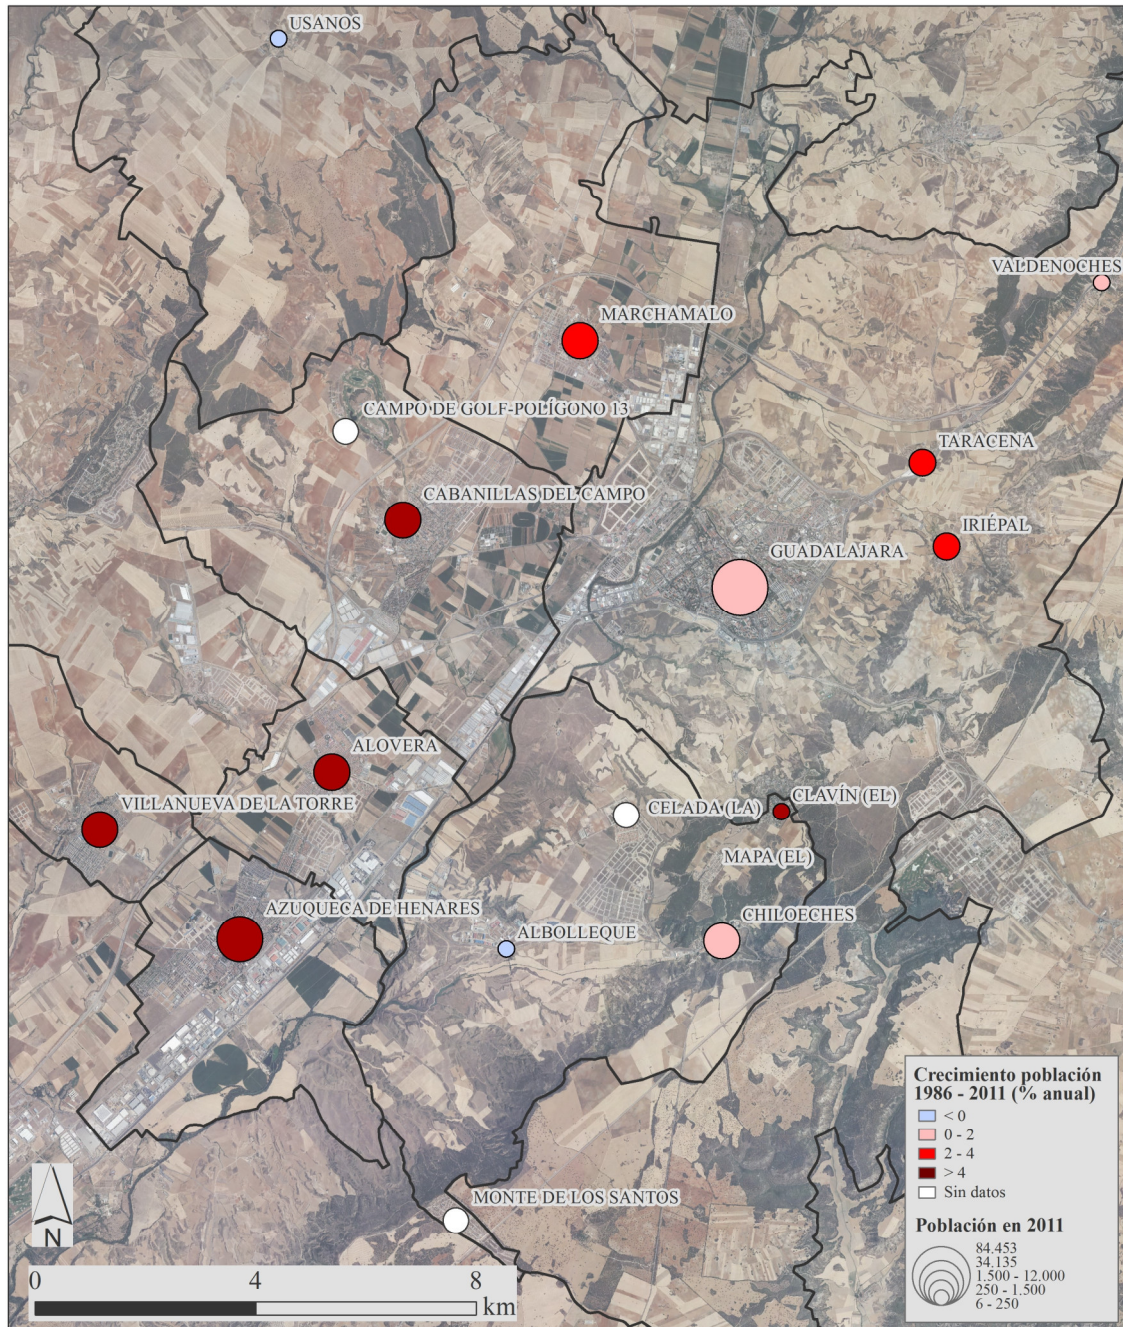 USANOS
VALDENOCHES
MARCHAMALO
CAMPO DE GOLF-POLÍGONO 13
TARACENA
CABANILLAS DEL CAMPO
IRIÉPAL
GUADALAJARA
ALOVERA
VILLANUEVA DE LA TORRE
CLAVÍN (EL)
CELADA (LA)
MAPA (EL)
AZUQUECA DE HENARES
CHILOECHES
ALBOLLEQUE
MONTE DE LOS SANTOS
Crecimiento población
1986 - 2011 (% anual)
< 0
0 - 2
2 - 4
> 4
Sin datos
Población en 2011
84.453
34.135
1.500 - 12.000
250 - 1.500
6 - 250
N
0 4 8
km